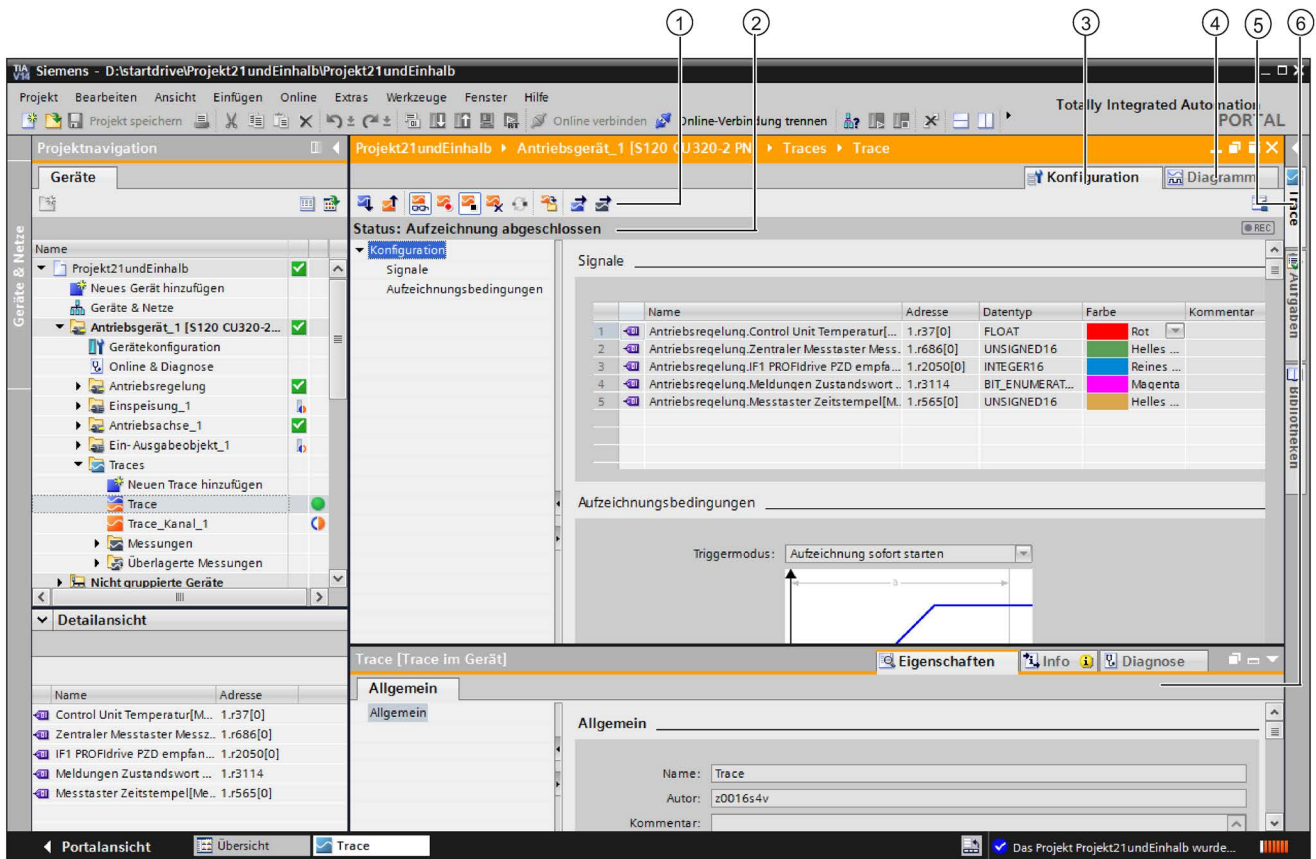 1 2 3 4 5 6
TIA V14 Siemens - D:\startdrive\Projekt21undEinhalb\Projekt21undEinhalb
Projekt Bearbeiten Ansicht Einfügen Online Extras Werkzeuge Fenster Hilfe
Totally Integrated Automation
PORTAL
Projekt speichern Online verbinden Online-Verbindung trennen
Projektnavigation
Geräte
Geräte & Netze
Name
Projekt21undEinhalb
Neues Gerät hinzufügen
Geräte & Netze
Antriebsgerät_1 [S120 CU320-2...
Gerätekonfiguration
Online & Diagnose
Antriebsregelung
Einspeisung_1
Antriebsachse_1
Ein-Ausgabeobjekt_1
Traces
Neuen Trace hinzufügen
Trace
Trace_Kanal_1
Messungen
Überlagerte Messungen
Nicht gruppierte Geräte
Detailansicht
Name Adresse
Control Unit Temperatur[M... 1.r37[0]
Zentraler Messtaster Messz.. 1.r686[0]
IF1 PROFIdrive PZD empfan... 1.r2050[0]
Meldungen Zustandswort ... 1.r3114
Messtaster Zeitstempel[Me.. 1.r565[0]
Projekt21undEinhalb Antriebsgerät_1 [S120 CU320-2 PN] Traces Trace
Konfiguration Diagramm
Status: Aufzeichnung abgeschlossen
REC
Konfiguration
Signale
Aufzeichnungsbedingungen
Signale
Name Adresse Datentyp Farbe Kommentar
1 Antriebsregelung.Control Unit Temperatur[... 1.r37[0] FLOAT Rot
2 Antriebsregelung.Zentraler Messtaster Mess. 1.r686[0] UNSIGNED16 Helles ...
3 Antriebsregelung.IF1 PROFIdrive PZD empfa... 1.r2050[0] INTEGER16 Reines ...
4 Antriebsregelung.Meldungen Zustandswort .. 1.r3114 BIT_ENUMERAT... Magenta
5 Antriebsregelung.Messtaster Zeitstempel[M.. 1.r565[0] UNSIGNED16 Helles ...
Aufzeichnungsbedingungen
Triggermodus: Aufzeichnung sofort starten
a
Trace [Trace im Gerät]
Eigenschaften Info Diagnose
Allgemein
Allgemein
Allgemein
Name: Trace
Autor: z0016s4v
Kommentar:
Trace
Aufgaben
Bibliotheken
Portalansicht Übersicht Trace Das Projekt Projekt21undEinhalb wurde...